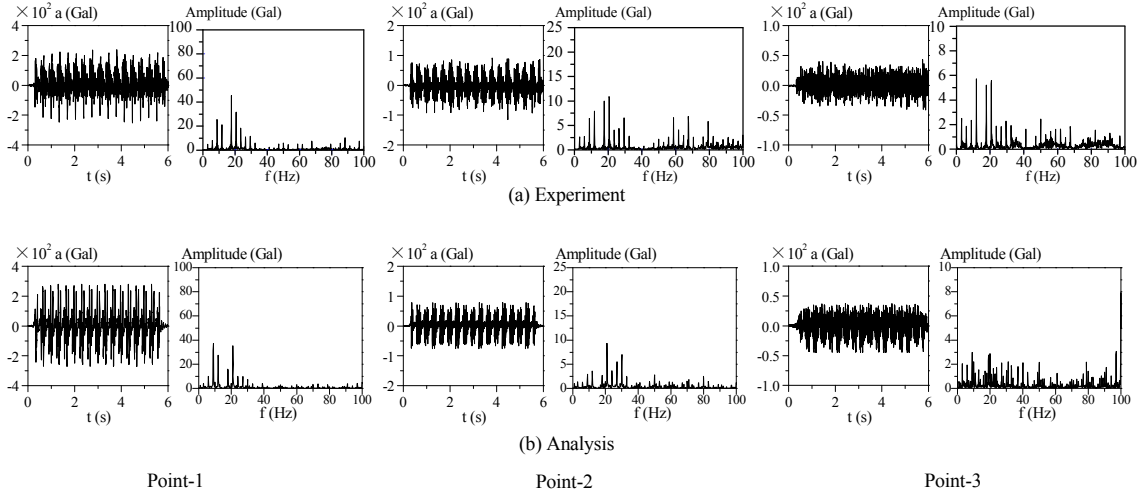 ×10² a (Gal)
Amplitude (Gal)
×10² a (Gal)
Amplitude (Gal)
×10² a (Gal)
Amplitude (Gal)
4
2
0
-2
-4
0 2 4 6
t (s)
100
80
60
40
20
0
0 20 40 60 80 100
f (Hz)
2
1
0
-1
-2
0 2 4 6
t (s)
25
20
15
10
5
0
0 20 40 60 80 100
f (Hz)
1.0
0.5
0.0
-0.5
-1.0
0 2 4 6
t (s)
10
8
6
4
2
0
0 20 40 60 80 100
f (Hz)
(a) Experiment
×10² a (Gal)
Amplitude (Gal)
×10² a (Gal)
Amplitude (Gal)
×10² a (Gal)
Amplitude (Gal)
4
2
0
-2
-4
0 2 4 6
t (s)
100
80
60
40
20
0
0 20 40 60 80 100
f (Hz)
2
1
0
-1
-2
0 2 4 6
t (s)
25
20
15
10
5
0
0 20 40 60 80 100
f (Hz)
1.0
0.5
0.0
-0.5
-1.0
0 2 4 6
t (s)
10
8
6
4
2
0
0 20 40 60 80 100
f (Hz)
(b) Analysis
Point-1
Point-2
Point-3